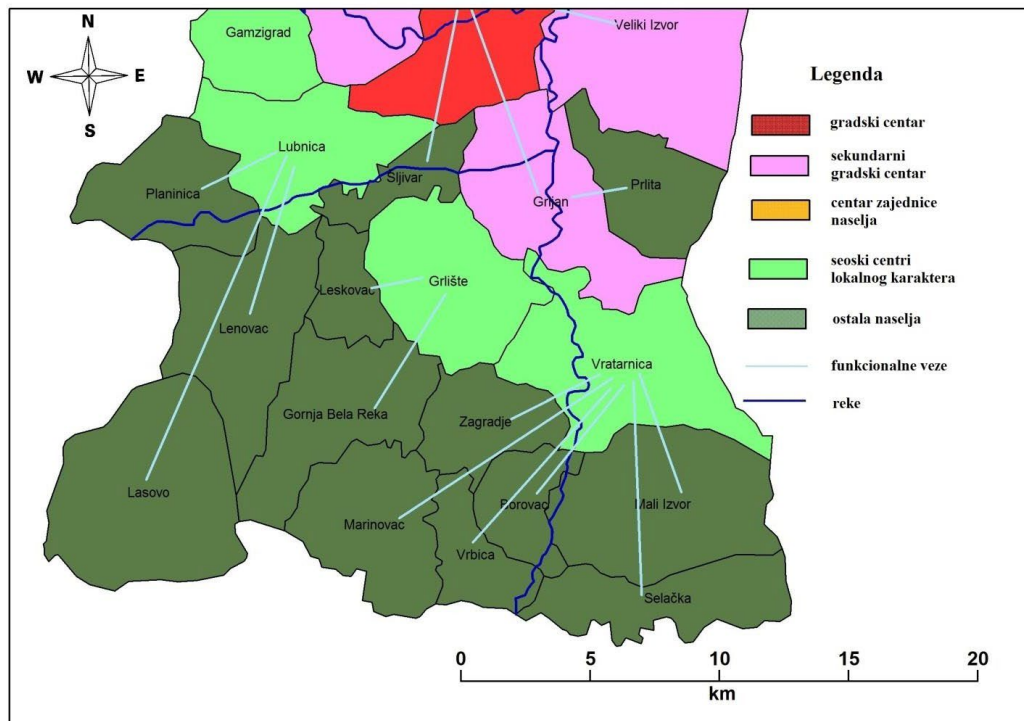 N
W
E
S
Gamzigrad
Veliki Izvor
Lubnica
Planinica
Sljivar
Grljan
Prlita
Leskovac
Grlište
Lenovac
Vratarnica
Gornja Bela Reka
Zagradje
Lasovo
Marinovac
Borovac
Mali Izvor
Vrbica
Selačka
Legenda
gradski centar
sekundarni
gradski centar
centar zajednice
naselja
seoski centri
lokalnog karaktera
ostala naselja
funkcionalne veze
reke
0 5 10 15 20
km